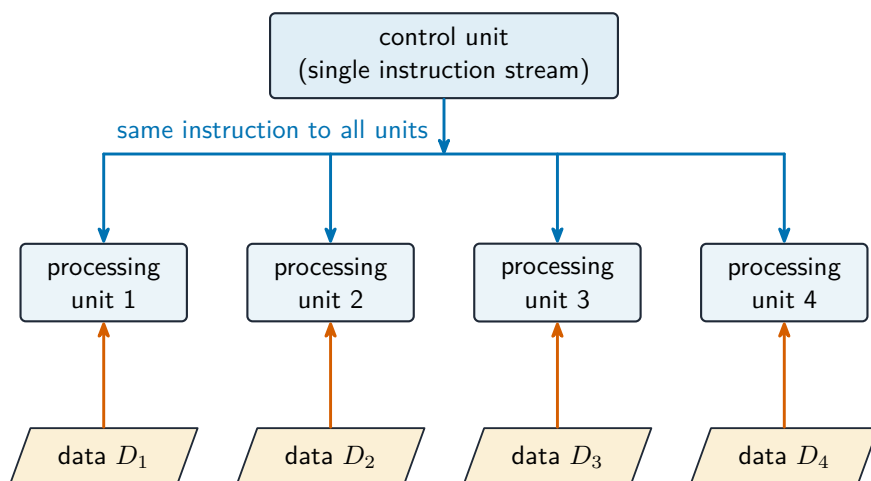 control unit
(single instruction stream)
same instruction to all units
processing
unit 1
processing
unit 2
processing
unit 3
processing
unit 4
data D₁
data D₂
data D₃
data D₄